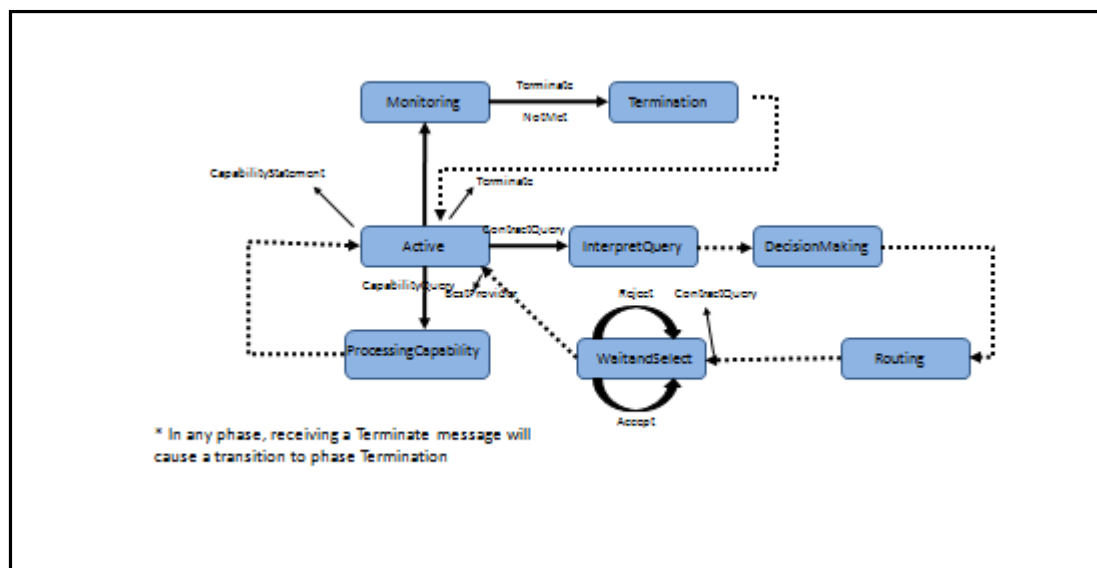 Terminate
Monitoring
Termination
NotMet
CapabilityStatement
Terminate
ContractQuery
Active
InterpretQuery
DecisionMaking
CapabilityQuery
BestProvider
Reject
ContractQuery
ProcessingCapability
WaitandSelect
Routing
Accept
* In any phase, receiving a Terminate message will
cause a transition to phase Termination